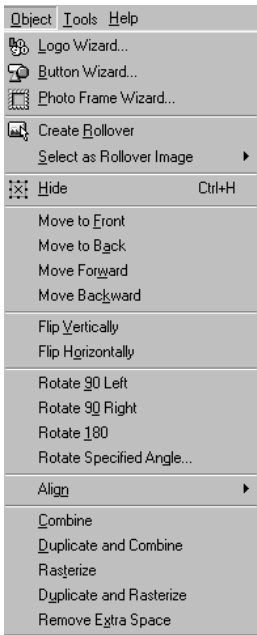 Object Tools Help
Logo Wizard...
Button Wizard...
Photo Frame Wizard...
Create Rollover
Select as Rollover Image
Hide Ctrl+H
Move to Front
Move to Back
Move Forward
Move Backward
Flip Vertically
Flip Horizontally
Rotate 90 Left
Rotate 90 Right
Rotate 180
Rotate Specified Angle...
Align
Combine
Duplicate and Combine
Rasterize
Duplicate and Rasterize
Remove Extra Space